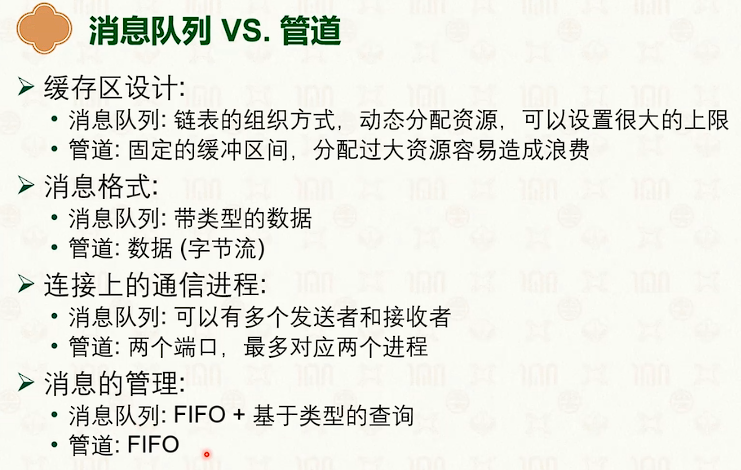 消息队列 VS. 管道
➢ 缓存区设计:
• 消息队列: 链表的组织方式，动态分配资源，可以设置很大的上限
• 管道: 固定的缓冲区间，分配过大资源容易造成浪费
➢ 消息格式:
• 消息队列: 带类型的数据
• 管道: 数据 (字节流)
➢ 连接上的通信进程:
• 消息队列: 可以有多个发送者和接收者
• 管道: 两个端口，最多对应两个进程
➢ 消息的管理:
• 消息队列: FIFO + 基于类型的查询
• 管道: FIFO